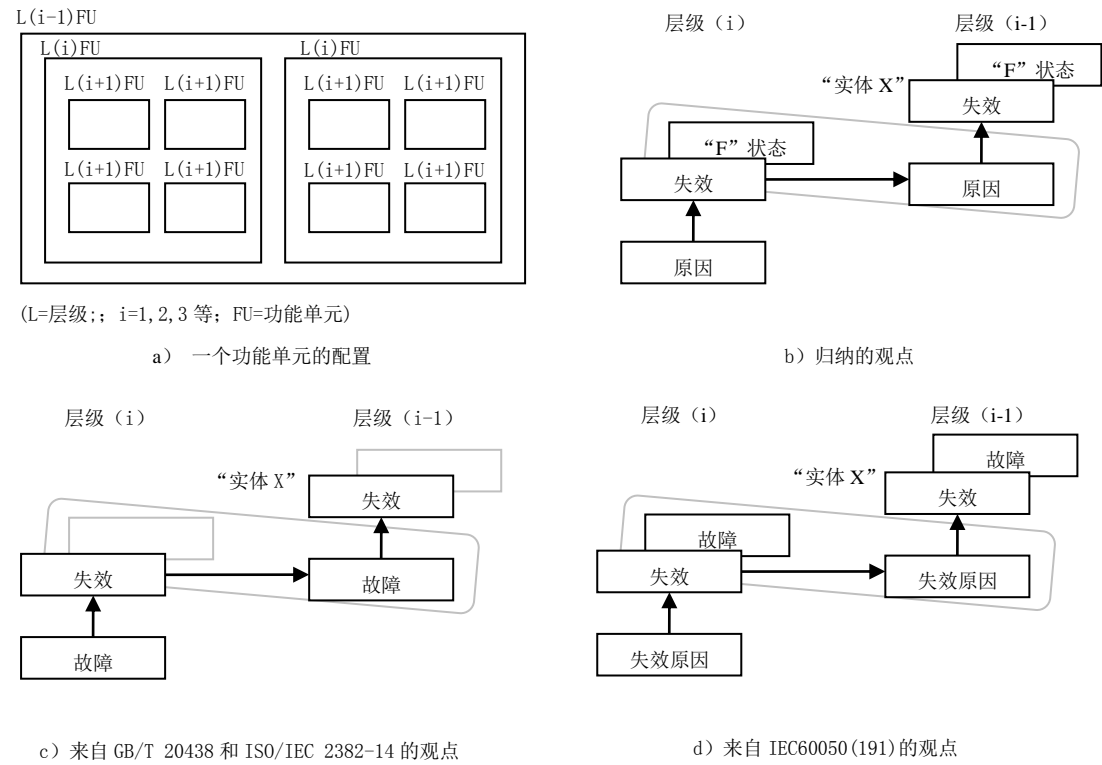 L(i-1)FU
L(i)FU
L(i)FU
L(i+1)FU L(i+1)FU
L(i+1)FU L(i+1)FU
L(i+1)FU L(i+1)FU
L(i+1)FU L(i+1)FU
(L=层级;; i=1,2,3 等; FU=功能单元)
a） 一个功能单元的配置
层级（i）
层级（i-1）
“F”状态
“实体 X”
失效
“F”状态
失效
原因
原因
b）归纳的观点
层级（i）
层级（i-1）
“实体 X”
失效
失效
故障
故障
c）来自 GB/T 20438 和 ISO/IEC 2382-14 的观点
层级（i）
层级（i-1）
故障
“实体 X”
失效
故障
失效
失效原因
失效原因
d）来自 IEC60050(191)的观点